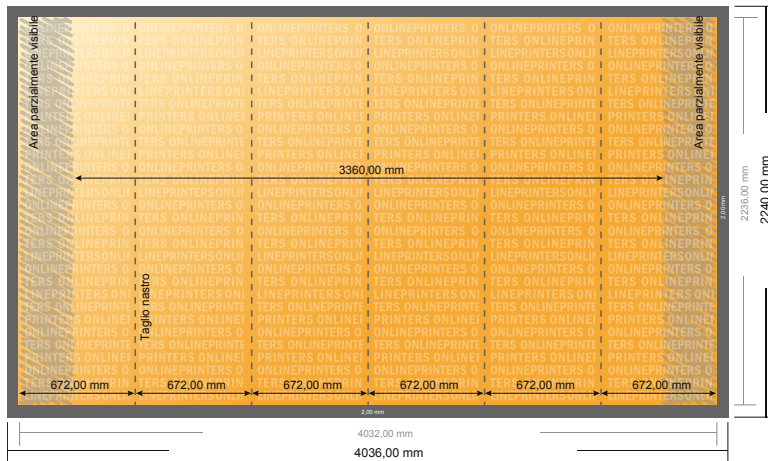 Area parzialmente visibile
Area parzialmente visibile
3360,00 mm
Taglio nastro
672,00 mm
672,00 mm
672,00 mm
672,00 mm
672,00 mm
672,00 mm
2,00 mm
2,00 mm
2236,00 mm
2240,00 mm
4032,00 mm
4036,00 mm